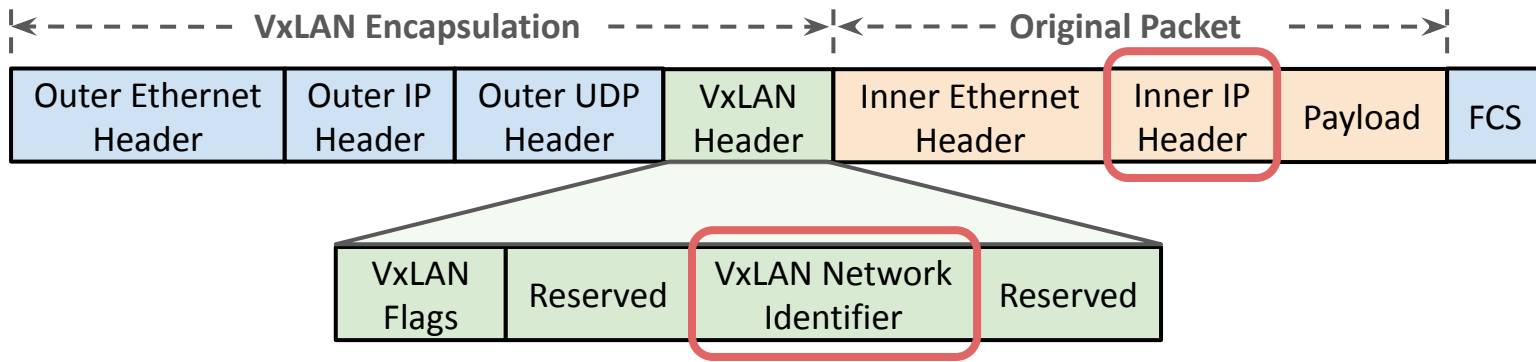 VxLAN Encapsulation
Original Packet
Outer Ethernet
Header
Outer IP
Header
Outer UDP
Header
VxLAN
Header
Inner Ethernet
Header
Inner IP
Header
Payload
FCS
VxLAN
Flags
Reserved
VxLAN Network
Identifier
Reserved